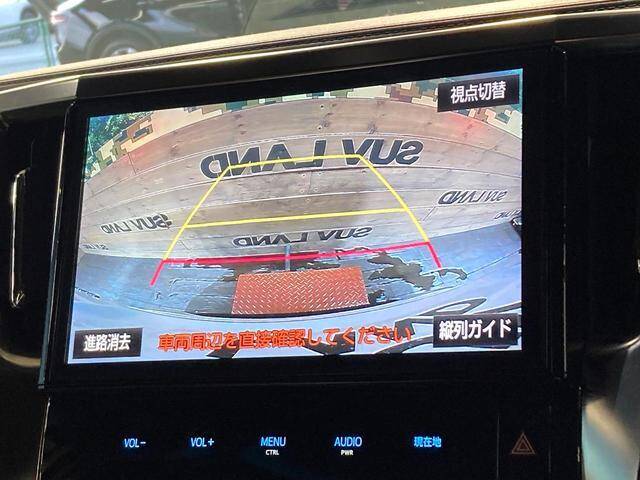 視点切替
SUV LAND
SUV LAND
SUV LAND
SUV LAND
進路消去
車両周辺を直接確認してください
縦列ガイド
VOL-
VOL+
MENU
CTRL
AUDIO
PWR
現在地